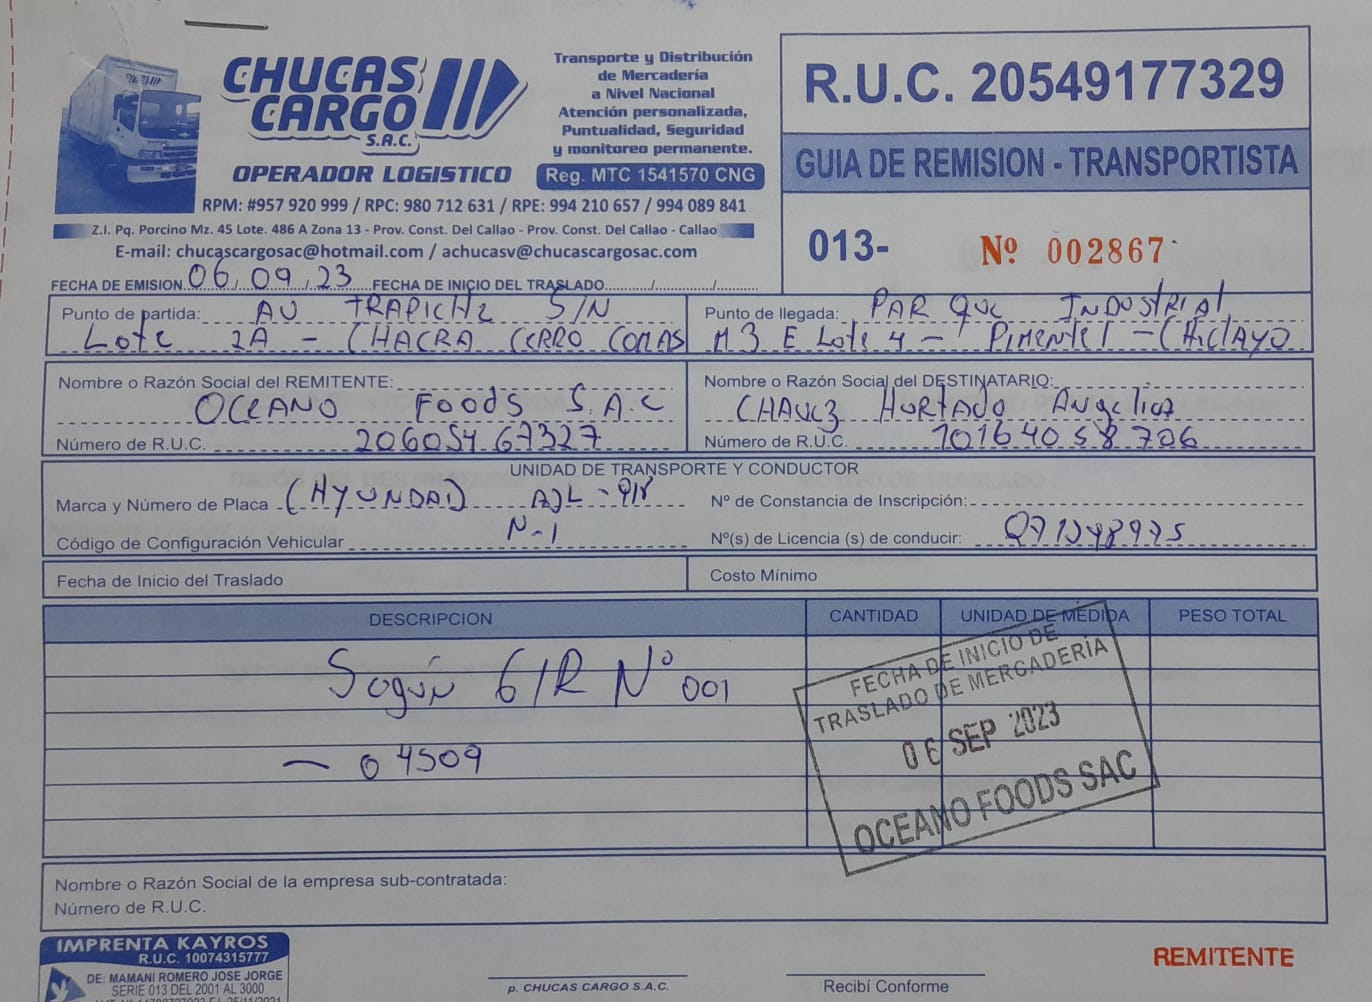 CHUCAS
CARGO
S.A.C.
OPERADOR LOGISTICO
Transporte y Distribución
de Mercadería
a Nivel Nacional
Atención personalizada,
Puntualidad, Seguridad
y monitoreo permanente.
Reg. MTC 1541570 CNG
RPM: #957 920 999 / RPC: 980 712 631 / RPE: 994 210 657 / 994 089 841
Z.I. Pq. Porcino Mz. 45 Lote. 486 A Zona 13 - Prov. Const. Del Callao - Prov. Const. Del Callao - Callao
E-mail: chucascargosac@hotmail.com / achucasv@chucascargosac.com
R.U.C. 20549177329
GUIA DE REMISION - TRANSPORTISTA
013- Nº 002867
FECHA DE EMISION 06/09/23 FECHA DE INICIO DEL TRASLADO........../........../..........
Punto de partida: AV TRAPICHE S/N
Lote 2A - CHACRA CERRO COMAS
Punto de llegada: PARQUE INDUSTRIAL
M3 E Lote 4 - PIMENTEL - CHICLAYO
Nombre o Razón Social del REMITENTE:
OCEANO FOODS S.A.C
Número de R.U.C. 20605467327
Nombre o Razón Social del DESTINATARIO:
CHAVEZ HURTADO Angelica
Número de R.U.C. 10164058706
UNIDAD DE TRANSPORTE Y CONDUCTOR
Marca y Número de Placa (HYUNDAI)
Código de Configuración Vehicular N-1
Nº de Constancia de Inscripción:
Nº(s) de Licencia (s) de conducir:
Fecha de Inicio del Traslado
Costo Mínimo
DESCRIPCION CANTIDAD UNIDAD DE MEDIDA PESO TOTAL
Según G/R Nº 001
- 04509
FECHA DE INICIO DE
TRASLADO DE MERCADERÍA
06 SEP 2023
OCEANO FOODS SAC
Nombre o Razón Social de la empresa sub-contratada:
Número de R.U.C.
IMPRENTA KAYROS
R.U.C. 10074315777
DE: MAMANI ROMERO JOSE JORGE
SERIE 013 DEL 2001 AL 3000
p. CHUCAS CARGO S.A.C.
Recibí Conforme
REMITENTE